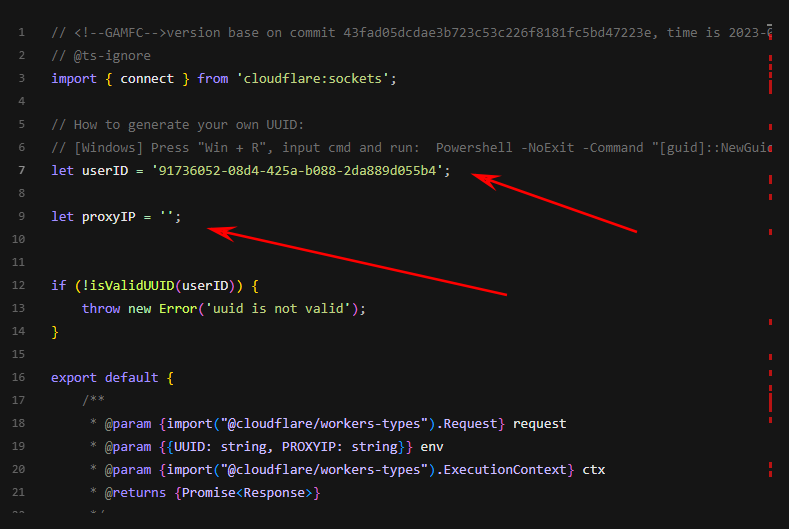 1 // <!--GAMFC-->version base on commit 43fad05dcdae3b723c53c226f8181fc5bd47223e, time is 2023-0
2 // @ts-ignore
3 import { connect } from 'cloudflare:sockets';
4
5 // How to generate your own UUID:
6 // [Windows] Press "Win + R", input cmd and run:  Powershell -NoExit -Command "[guid]::NewGuid
7 let userID = '91736052-08d4-425a-b088-2da889d055b4';
8
9 let proxyIP = '';
10
11
12 if (!isValidUUID(userID)) {
13     throw new Error('uuid is not valid');
14 }
15
16 export default {
17     /**
18      * @param {import("@cloudflare/workers-types").Request} request
19      * @param {{UUID: string, PROXYIP: string}} env
20      * @param {import("@cloudflare/workers-types").ExecutionContext} ctx
21      * @returns {Promise<Response>}